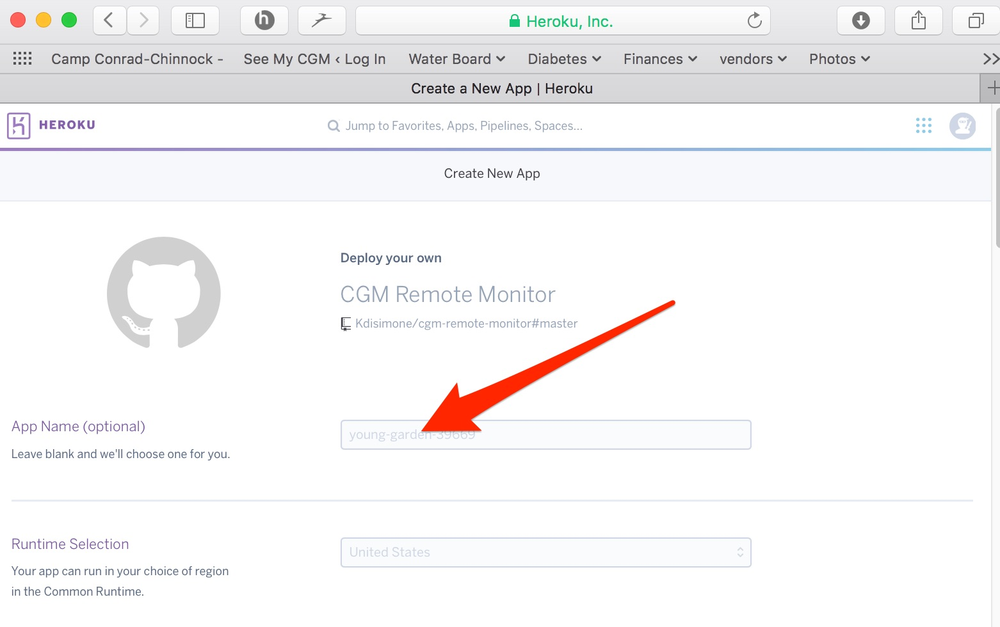 Heroku, Inc.
Camp Conrad-Chinnock -
See My CGM ‹ Log In
Water Board
Diabetes
Finances
vendors
Photos
Create a New App | Heroku
HEROKU
Jump to Favorites, Apps, Pipelines, Spaces...
Create New App
Deploy your own
CGM Remote Monitor
Kdisimone/cgm-remote-monitor#master
App Name (optional)
Leave blank and we'll choose one for you.
young-garden-39669
Runtime Selection
Your app can run in your choice of region
in the Common Runtime.
United States